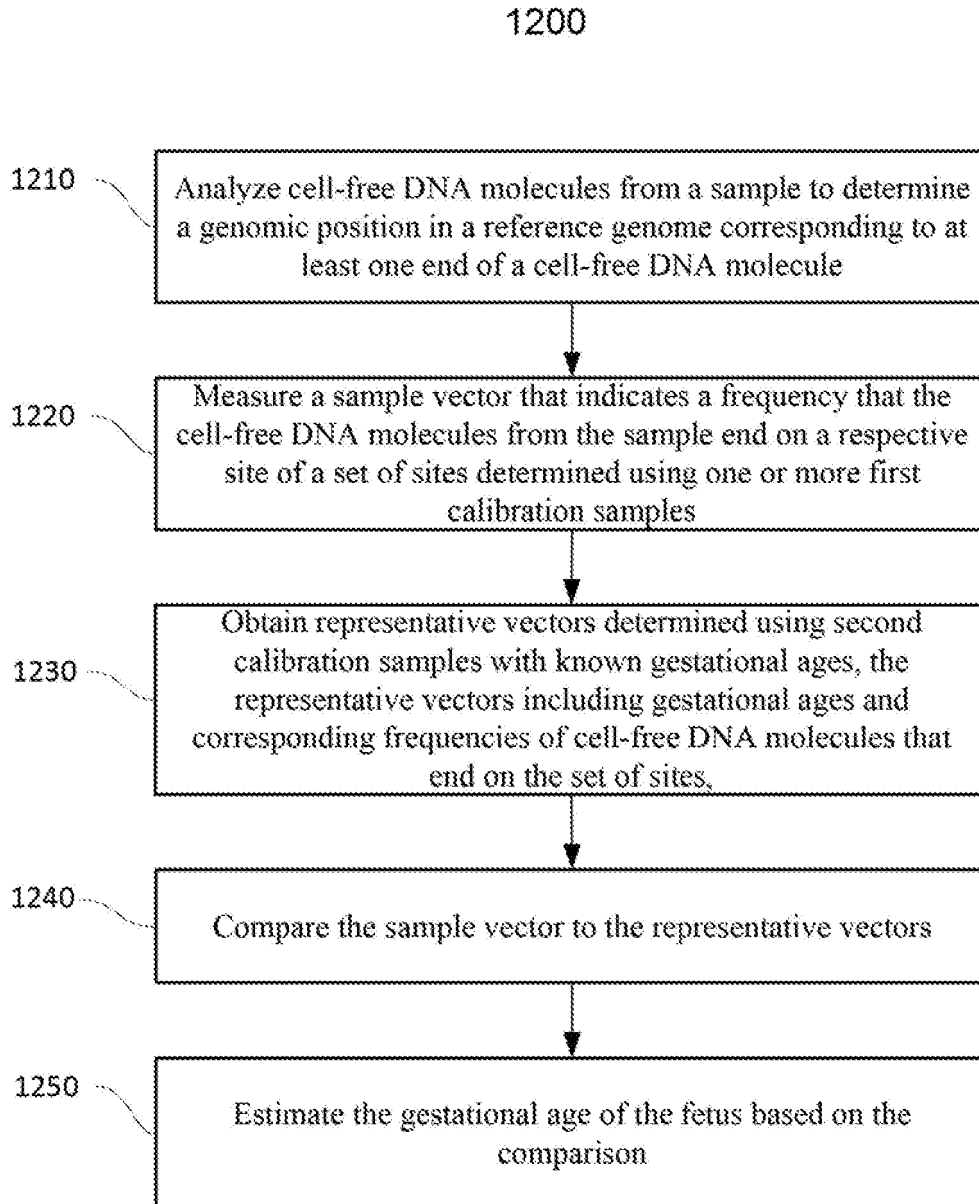 1200
1210
Analyze cell-free DNA molecules from a sample to determine
a genomic position in a reference genome corresponding to at
least one end of a cell-free DNA molecule
1220
Measure a sample vector that indicates a frequency that the
cell-free DNA molecules from the sample end on a respective
site of a set of sites determined using one or more first
calibration samples
1230
Obtain representative vectors determined using second
calibration samples with known gestational ages, the
representative vectors including gestational ages and
corresponding frequencies of cell-free DNA molecules that
end on the set of sites,
1240
Compare the sample vector to the representative vectors
1250
Estimate the gestational age of the fetus based on the
comparison